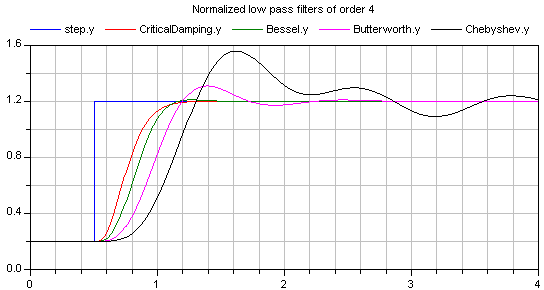 Normalized low pass filters of order 4
step.y CriticalDamping.y Bessel.y Butterworth.y Chebyshev.y
1.6
1.2
0.8
0.4
0.0
0 1 2 3 4